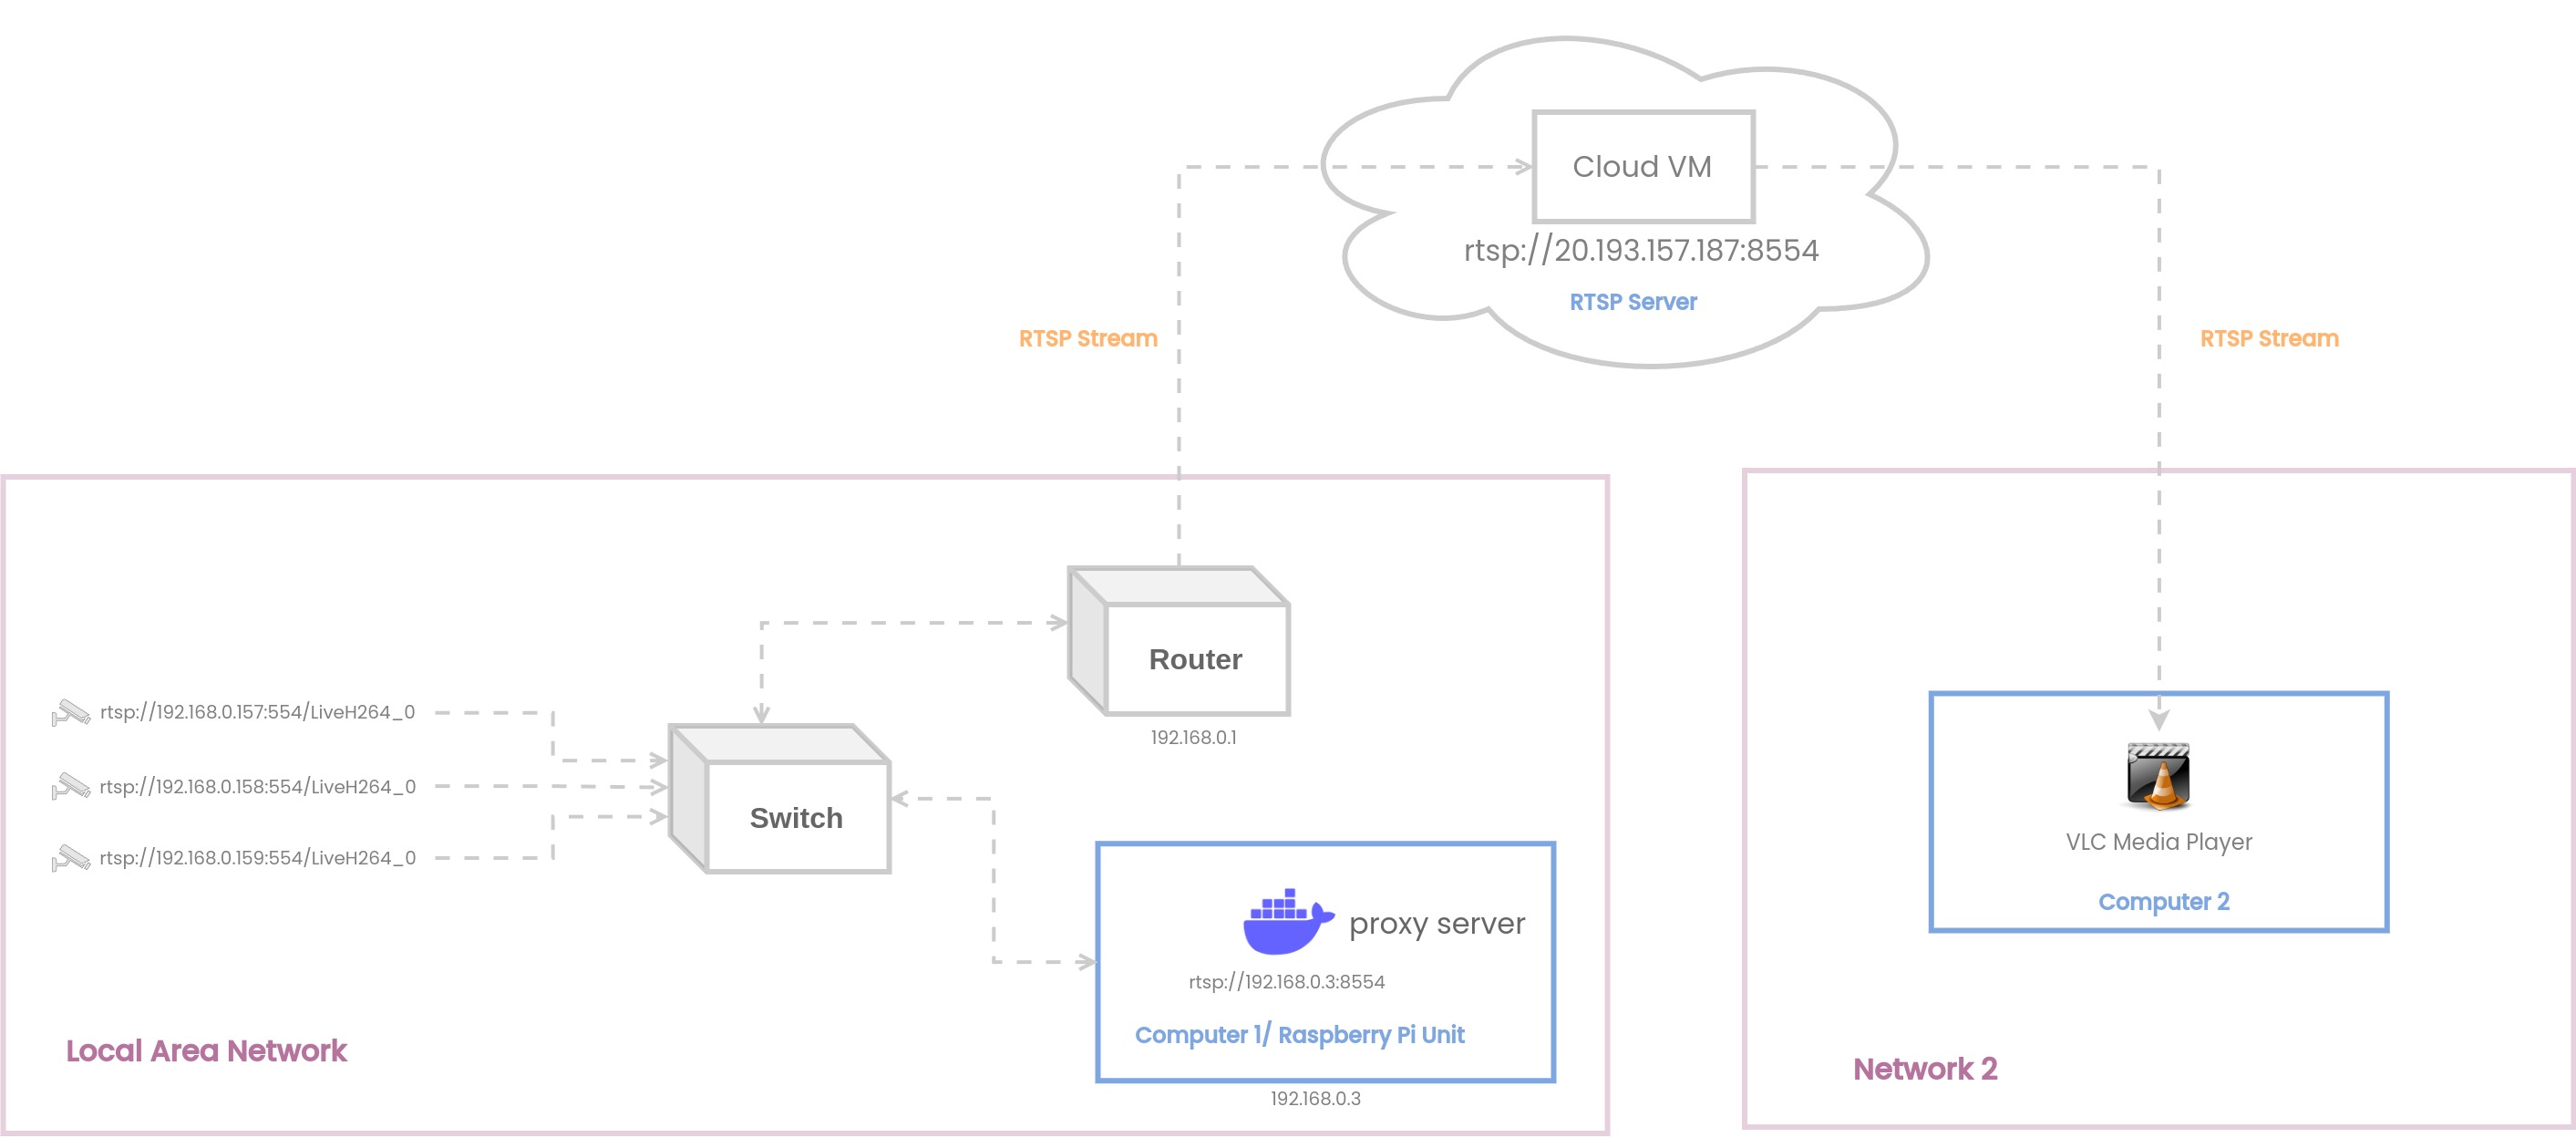 Cloud VM
rtsp://20.193.157.187:8554
RTSP Server
RTSP Stream
RTSP Stream
Router
192.168.0.1
rtsp://192.168.0.157:554/LiveH264_0
rtsp://192.168.0.158:554/LiveH264_0
rtsp://192.168.0.159:554/LiveH264_0
Switch
proxy server
rtsp://192.168.0.3:8554
Computer 1/ Raspberry Pi Unit
192.168.0.3
Local Area Network
VLC Media Player
Computer 2
Network 2